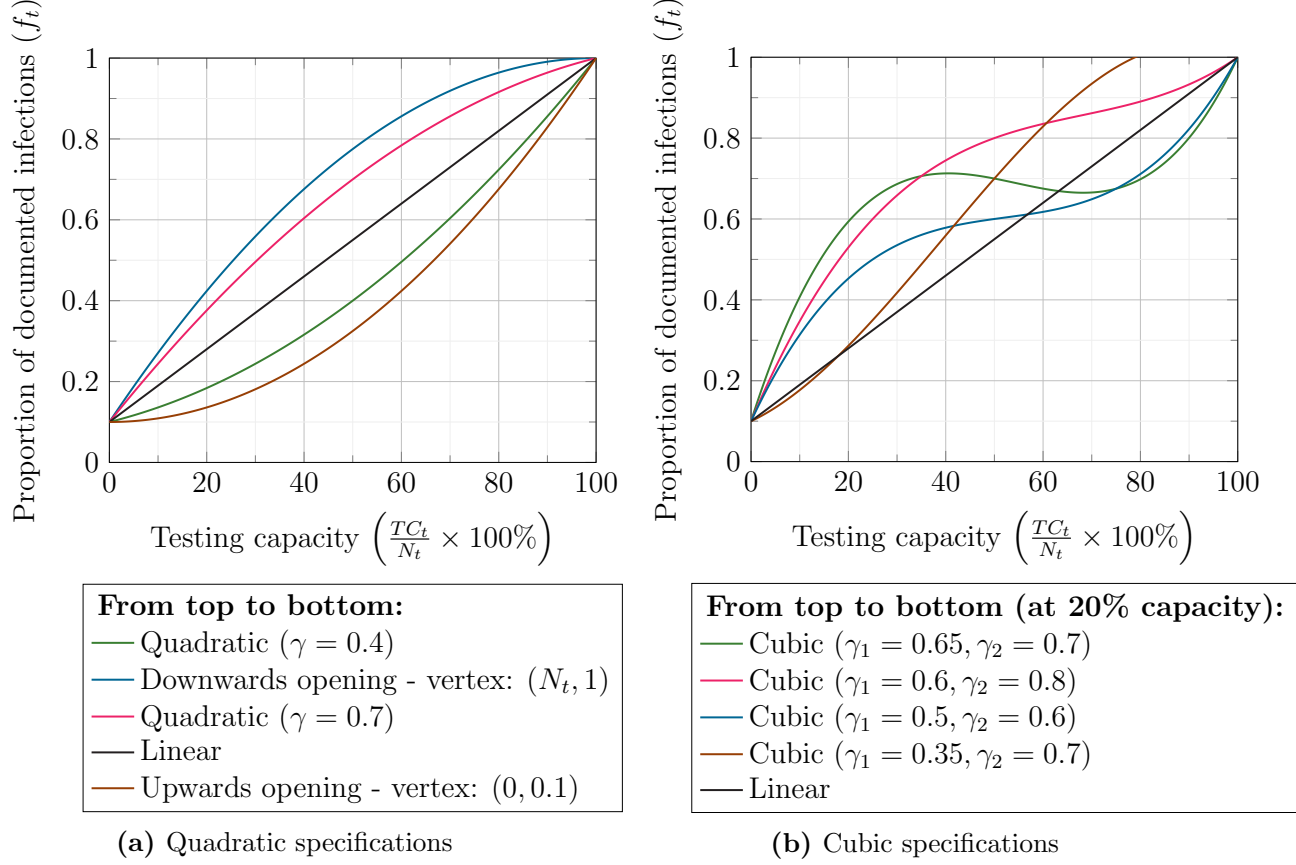 Proportion of documented infections (f_t)
1
0.8
0.6
0.4
0.2
0
0 20 40 60 80 100
Testing capacity (TC_t/N_t × 100%)
From top to bottom:
Quadratic (γ = 0.4)
Downwards opening - vertex: (N_t, 1)
Quadratic (γ = 0.7)
Linear
Upwards opening - vertex: (0, 0.1)
(a) Quadratic specifications
Proportion of documented infections (f_t)
1
0.8
0.6
0.4
0.2
0
0 20 40 60 80 100
Testing capacity (TC_t/N_t × 100%)
From top to bottom (at 20% capacity):
Cubic (γ_1 = 0.65, γ_2 = 0.7)
Cubic (γ_1 = 0.6, γ_2 = 0.8)
Cubic (γ_1 = 0.5, γ_2 = 0.6)
Cubic (γ_1 = 0.35, γ_2 = 0.7)
Linear
(b) Cubic specifications